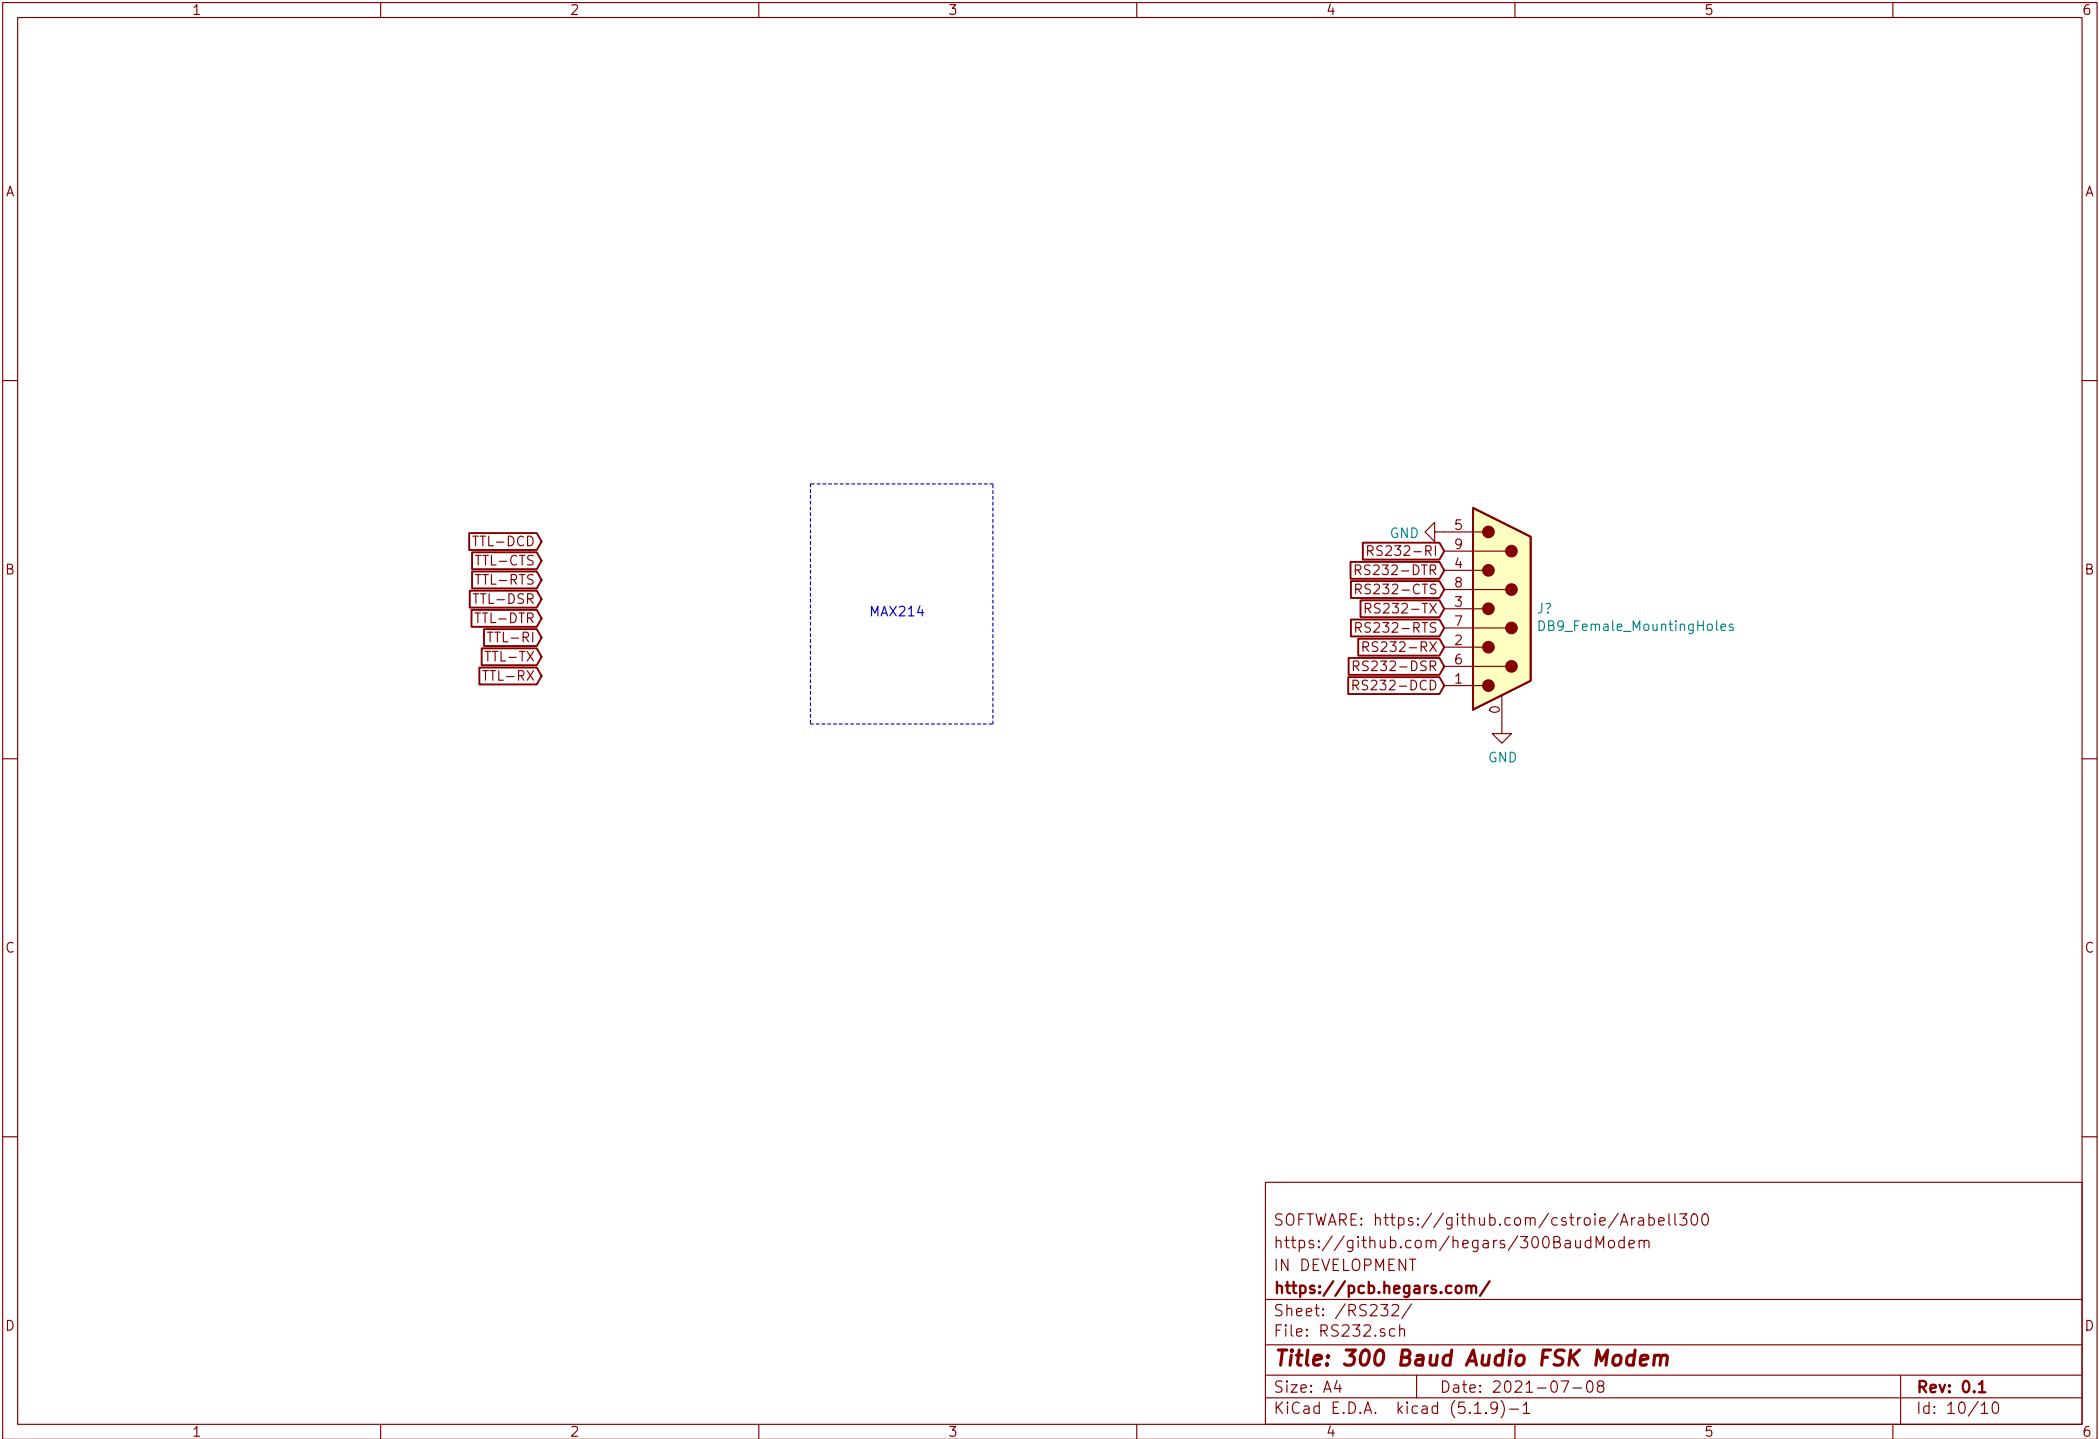 1 2 3 4 5 6
A A
B B
C C
D D
TTL-DCD
TTL-CTS
TTL-RTS
TTL-DSR
TTL-DTR
TTL-RI
TTL-TX
TTL-RX
MAX214
GND 5
RS232-RI 9
RS232-DTR 4
RS232-CTS 8
RS232-TX 3
RS232-RTS 7
RS232-RX 2
RS232-DSR 6
RS232-DCD 1
J?
DB9_Female_MountingHoles
0
GND
SOFTWARE: https://github.com/cstroie/Arabell300
https://github.com/hegars/300BaudModem
IN DEVELOPMENT
https://pcb.hegars.com/
Sheet: /RS232/
File: RS232.sch
Title: 300 Baud Audio FSK Modem
Size: A4 Date: 2021-07-08 Rev: 0.1
KiCad E.D.A. kicad (5.1.9)-1 Id: 10/10
1 2 3 4 5 6